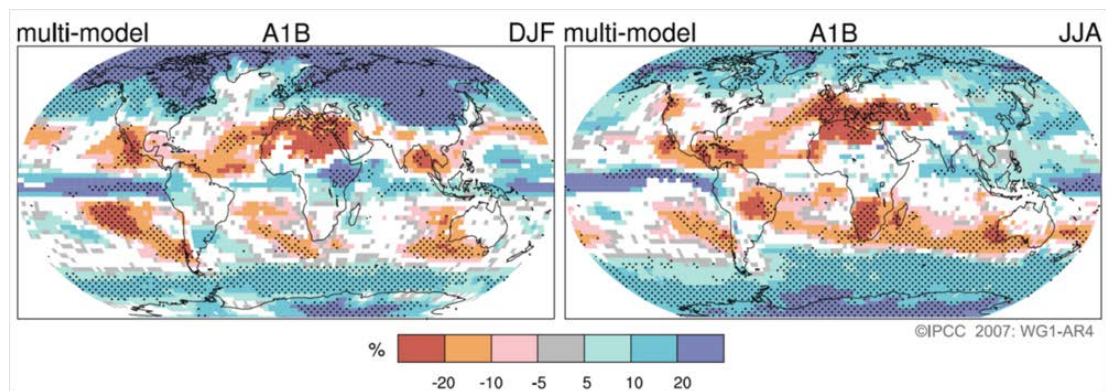 multi-model A1B DJF
multi-model A1B JJA
©IPCC 2007: WG1-AR4
%
-20 -10 -5 5 10 20